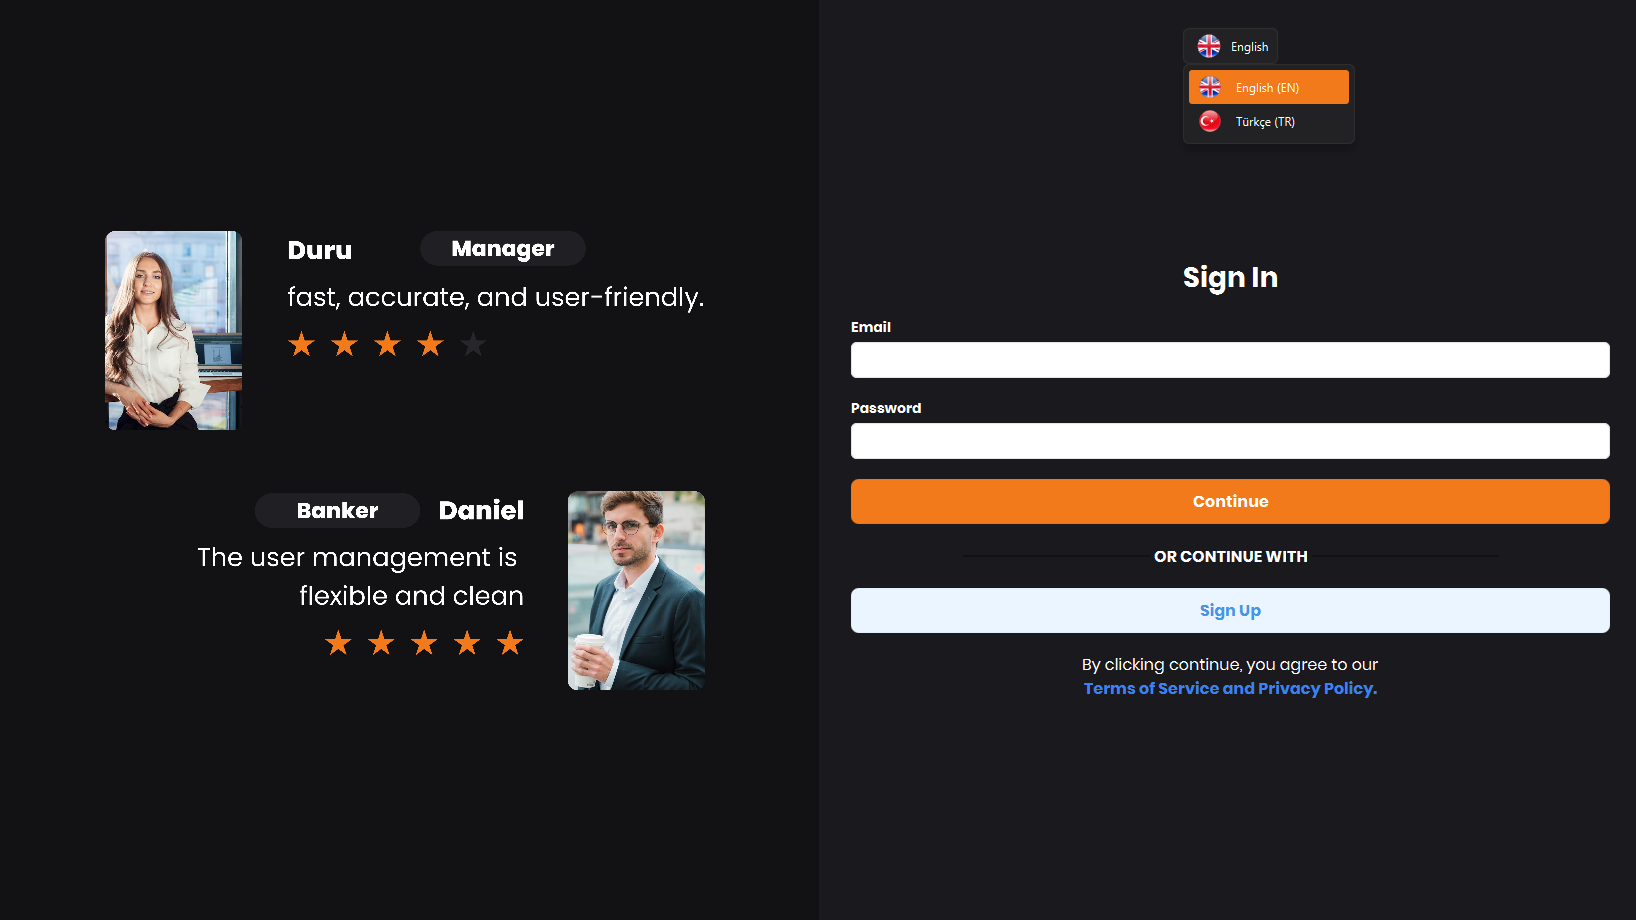 Duru
Manager
fast, accurate, and user-friendly.
Banker
Daniel
The user management is
flexible and clean
English
English (EN)
Türkçe (TR)
Sign In
Email
Password
Continue
OR CONTINUE WITH
Sign Up
By clicking continue, you agree to our
Terms of Service and Privacy Policy.